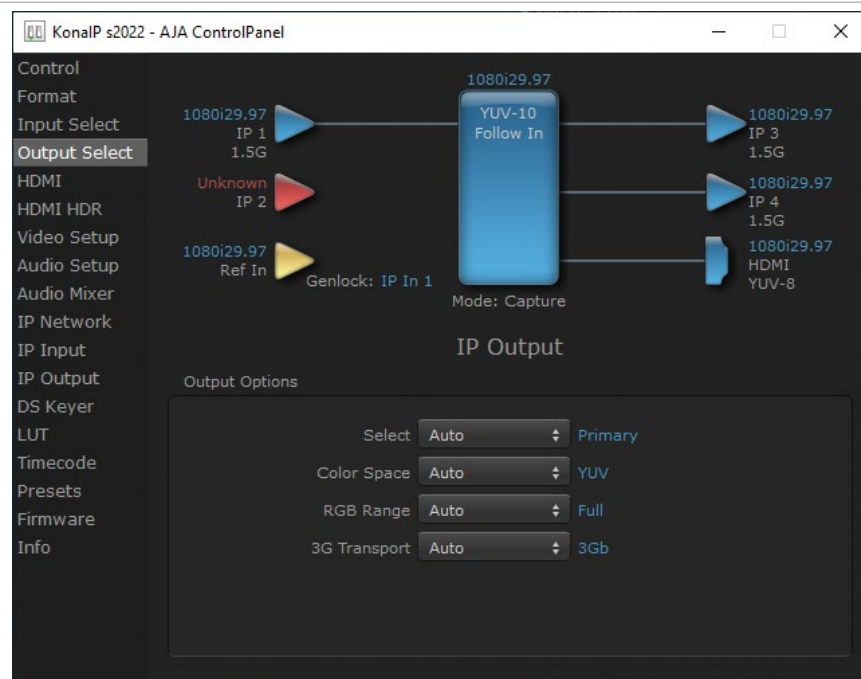 KonaIP s2022 - AJA ControlPanel
Control
Format
Input Select
Output Select
HDMI
HDMI HDR
Video Setup
Audio Setup
Audio Mixer
IP Network
IP Input
IP Output
DS Keyer
LUT
Timecode
Presets
Firmware
Info
1080i29.97
1080i29.97
IP 1
1.5G
Unknown
IP 2
1080i29.97
Ref In
Genlock: IP In 1
YUV-10
Follow In
Mode: Capture
1080i29.97
IP 3
1.5G
1080i29.97
IP 4
1.5G
1080i29.97
HDMI
YUV-8
IP Output
Output Options
Select Auto Primary
Color Space Auto YUV
RGB Range Auto Full
3G Transport Auto 3Gb